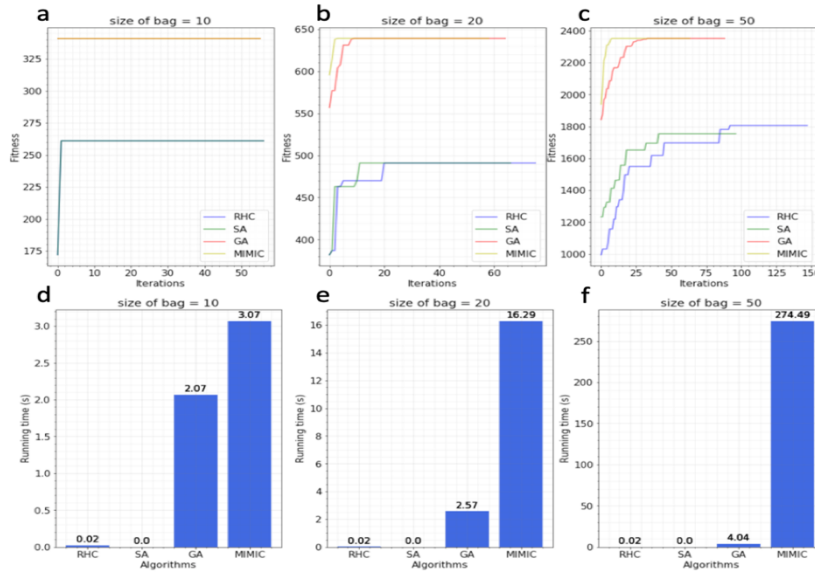 a
size of bag = 10
Fitness
340
325
300
275
250
225
200
175
0
10
20
30
40
50
Iterations
RHC
SA
GA
MIMIC
b
size of bag = 20
Fitness
650
600
550
500
450
400
0
20
40
60
Iterations
RHC
SA
GA
MIMIC
c
size of bag = 50
Fitness
2400
2200
2000
1800
1600
1400
1200
1000
0
25
50
75
100
125
150
Iterations
RHC
SA
GA
MIMIC
d
size of bag = 10
Running time (s)
3.0
2.5
2.0
1.5
1.0
0.5
0.0
0.02
0.0
2.07
3.07
RHC
SA
GA
MIMIC
Algorithms
e
size of bag = 20
Running time (s)
16
14
12
10
8
6
4
2
0
0.02
0.0
2.57
16.29
RHC
SA
GA
MIMIC
Algorithms
f
size of bag = 50
Running time (s)
250
200
150
100
50
0
0.02
0.0
4.04
274.49
RHC
SA
GA
MIMIC
Algorithms